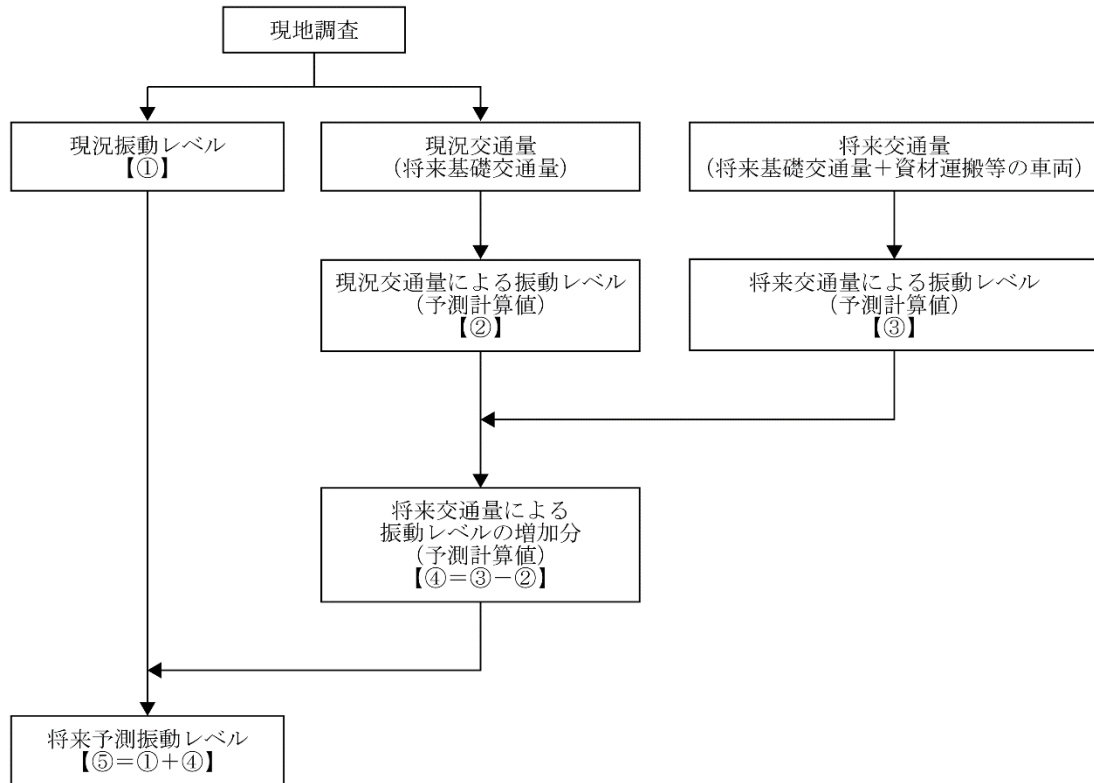 現地調査
現況振動レベル
【①】
現況交通量
(将来基礎交通量)
将来交通量
(将来基礎交通量＋資材運搬等の車両)
現況交通量による振動レベル
(予測計算値)
【②】
将来交通量による振動レベル
(予測計算値)
【③】
将来交通量による
振動レベルの増加分
(予測計算値)
【④＝③－②】
将来予測振動レベル
【⑤＝①＋④】